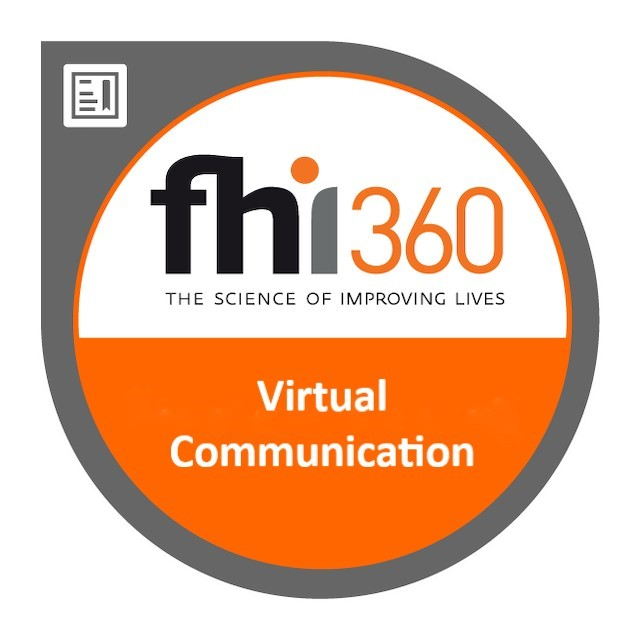 fhi360
THE SCIENCE OF IMPROVING LIVES
Virtual
Communication